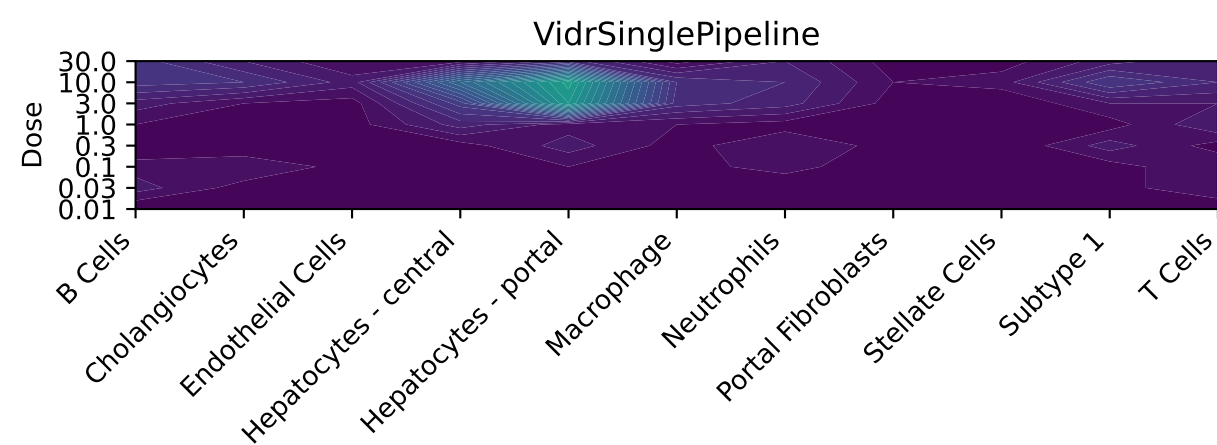 VidrSinglePipeline
Dose
30.0
10.0
3.0
1.0
0.3
0.1
0.03
0.01
B Cells
Cholangiocytes
Endothelial Cells
Hepatocytes - central
Hepatocytes - portal
Macrophage
Neutrophils
Portal Fibroblasts
Stellate Cells
Subtype 1
T Cells